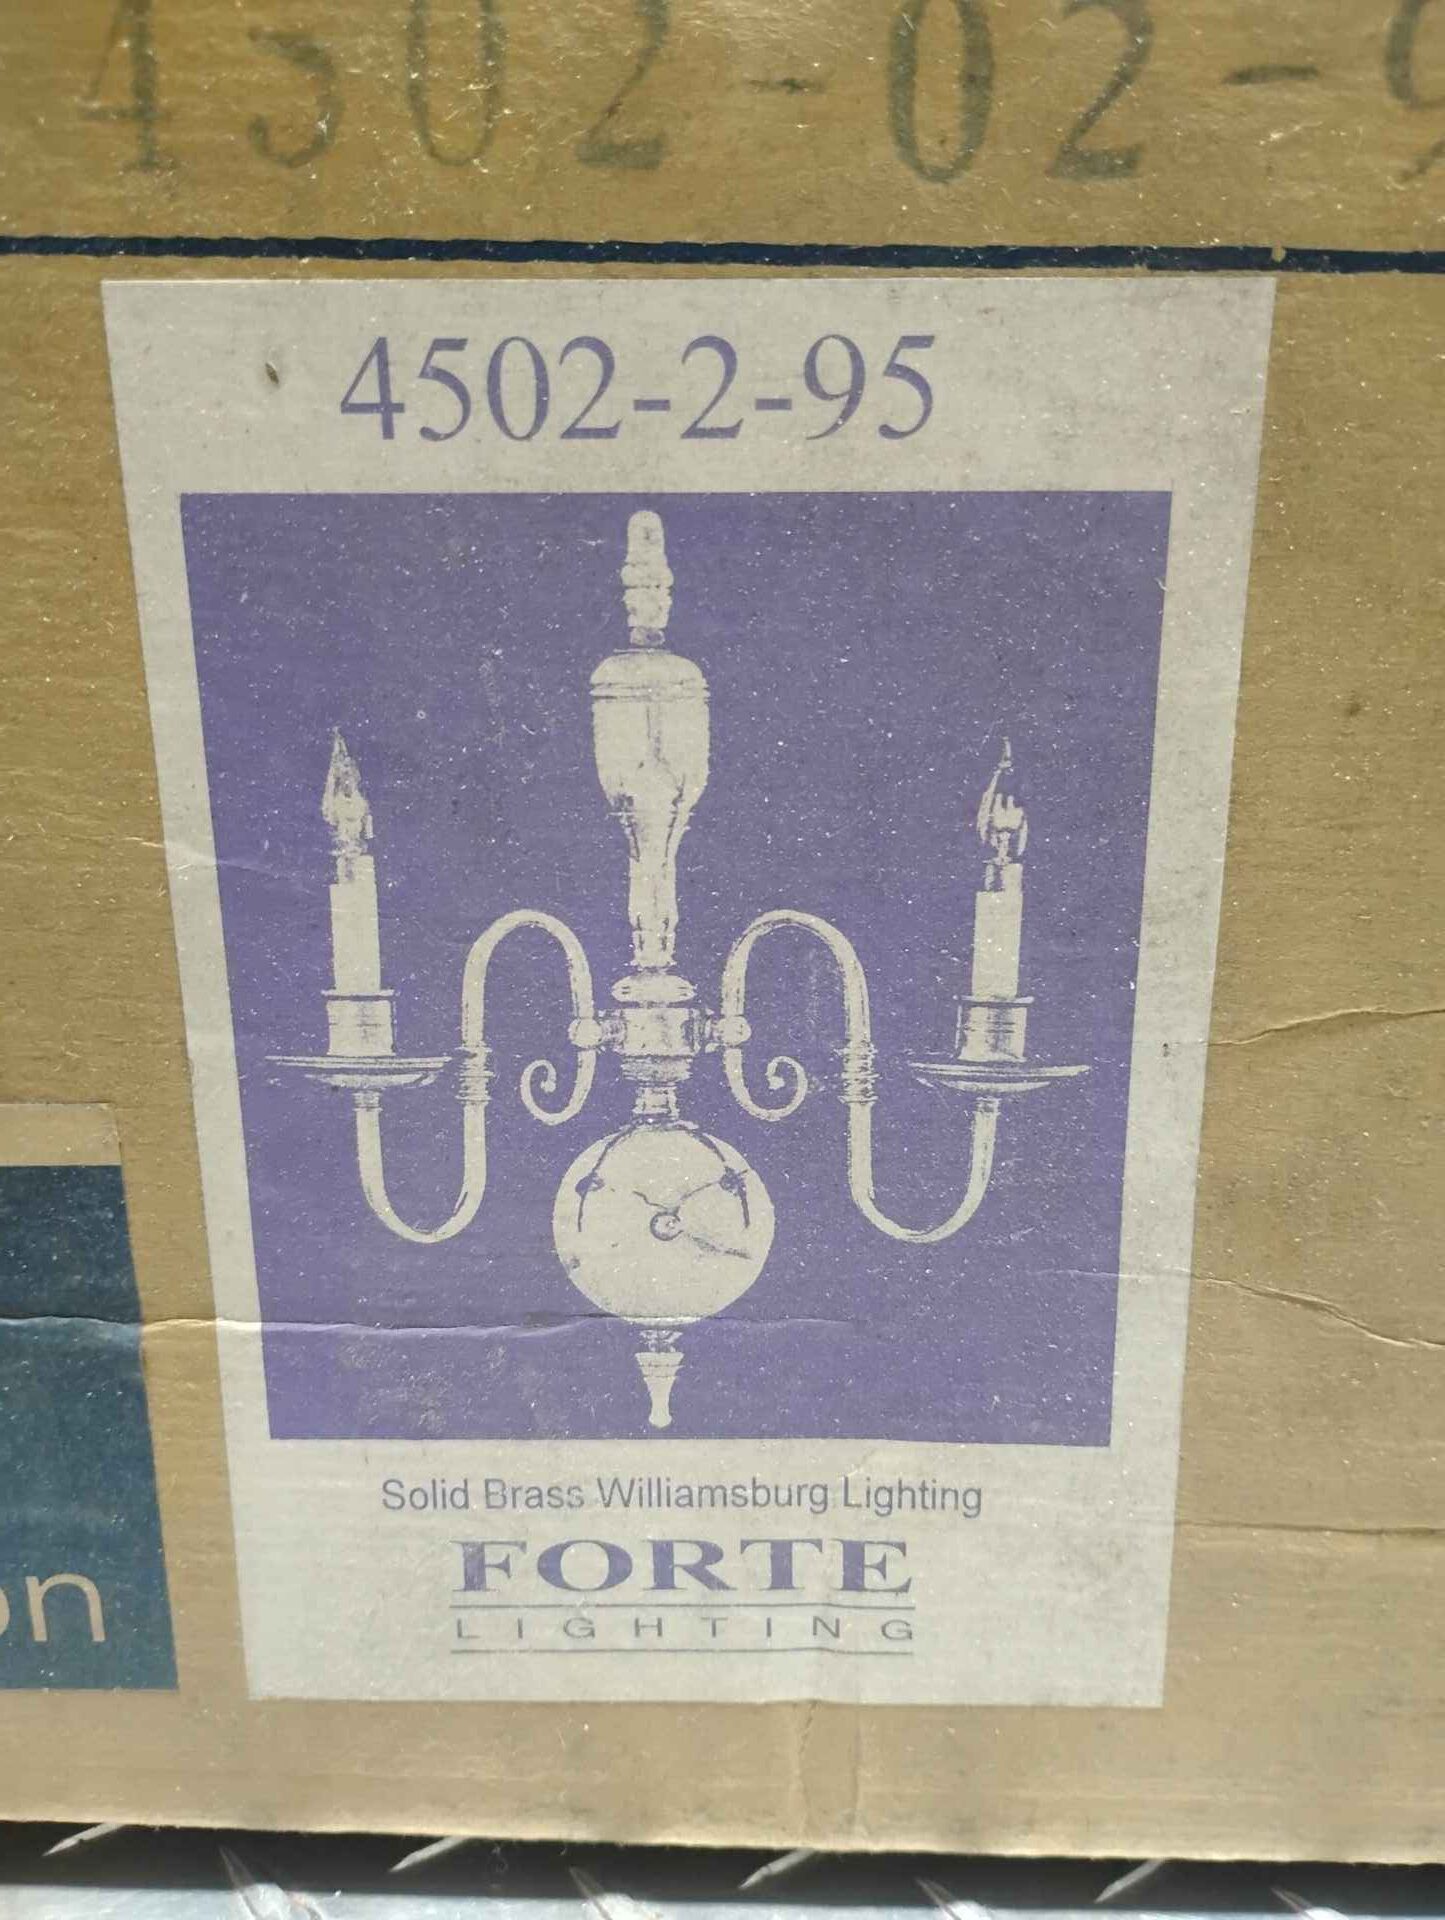 4502-02-9
4502-2-95
Solid Brass Williamsburg Lighting
FORTE
LIGHTING
on